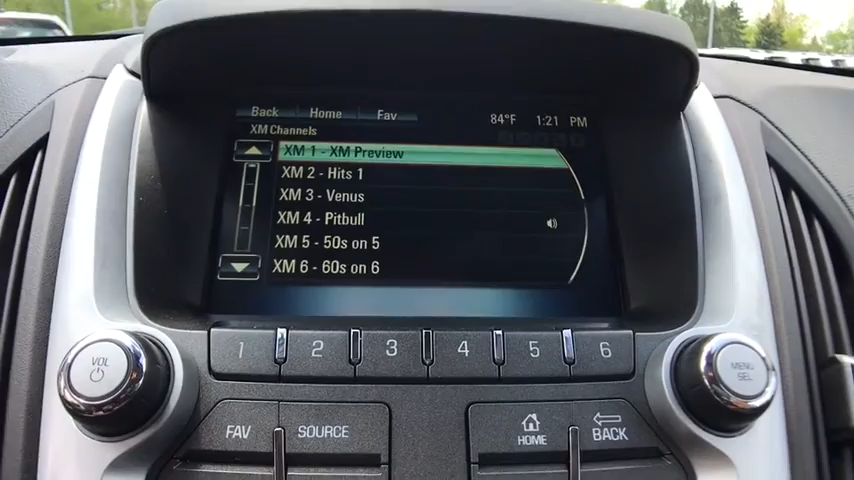 Back Home Fav 84°F 1:21 PM
XM Channels
XM 1 - XM Preview
XM 2 - Hits 1
XM 3 - Venus
XM 4 - Pitbull
XM 5 - 50s on 5
XM 6 - 60s on 6
1 2 3 4 5 6
VOL
MENU
SEL
FAV SOURCE HOME BACK